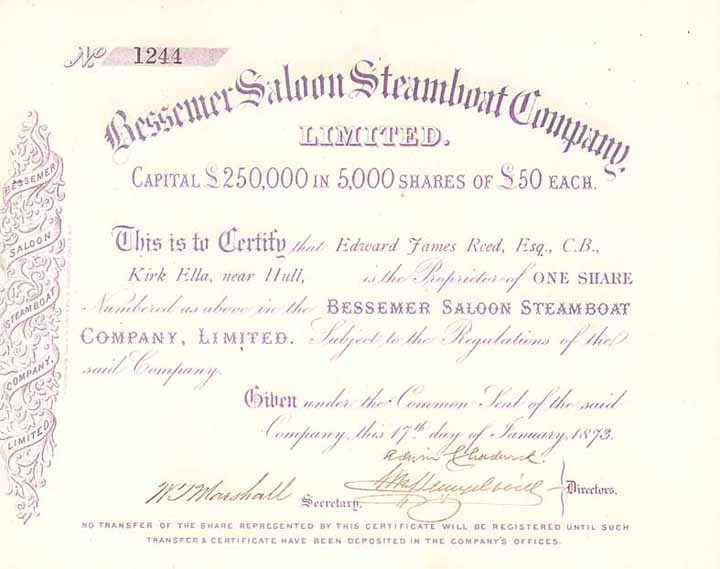 No 1244
Bessemer Saloon Steamboat Company,
LIMITED.
CAPITAL £250,000 IN 5,000 SHARES OF £50 EACH.
This is to Certify that Edward James Reed, Esq., C.B.,
Kirk Ella, near Hull, is the Proprietor of ONE SHARE
Numbered as above in the BESSEMER SALOON STEAMBOAT
COMPANY, LIMITED. Subject to the Regulations of the
said Company.
Given under the Common Seal of the said
Company, this 17th day of January, 1873.
Edwin Chadwick
W. J. Marshall Secretary. Directors.
NO TRANSFER OF THE SHARE REPRESENTED BY THIS CERTIFICATE WILL BE REGISTERED UNTIL SUCH
TRANSFER & CERTIFICATE HAVE BEEN DEPOSITED IN THE COMPANY'S OFFICES.
BESSEMER
SALOON
STEAMBOAT
COMPANY,
LIMITED